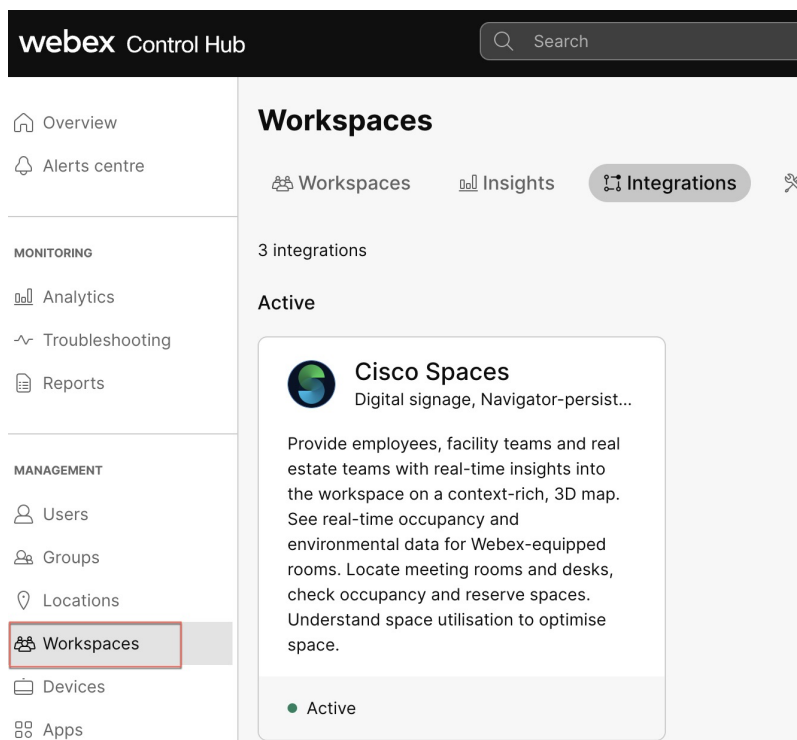 webex Control Hub
Search
Overview
Alerts centre
MONITORING
Analytics
Troubleshooting
Reports
MANAGEMENT
Users
Groups
Locations
Workspaces
Devices
Apps
Workspaces
Workspaces Insights Integrations
3 integrations
Active
Cisco Spaces
Digital signage, Navigator-persist...
Provide employees, facility teams and real
estate teams with real-time insights into
the workspace on a context-rich, 3D map.
See real-time occupancy and
environmental data for Webex-equipped
rooms. Locate meeting rooms and desks,
check occupancy and reserve spaces.
Understand space utilisation to optimise
space.
Active